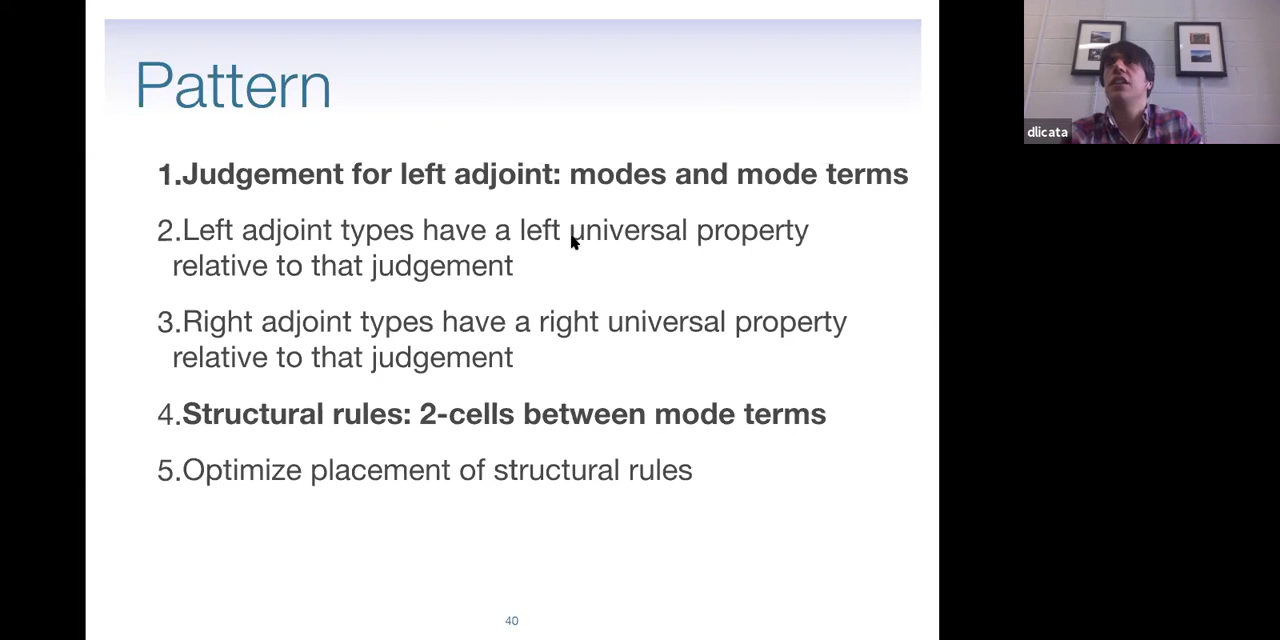 Pattern
1.Judgement for left adjoint: modes and mode terms
2.Left adjoint types have a left universal property
relative to that judgement
3.Right adjoint types have a right universal property
relative to that judgement
4.Structural rules: 2-cells between mode terms
5.Optimize placement of structural rules
40
dlicata